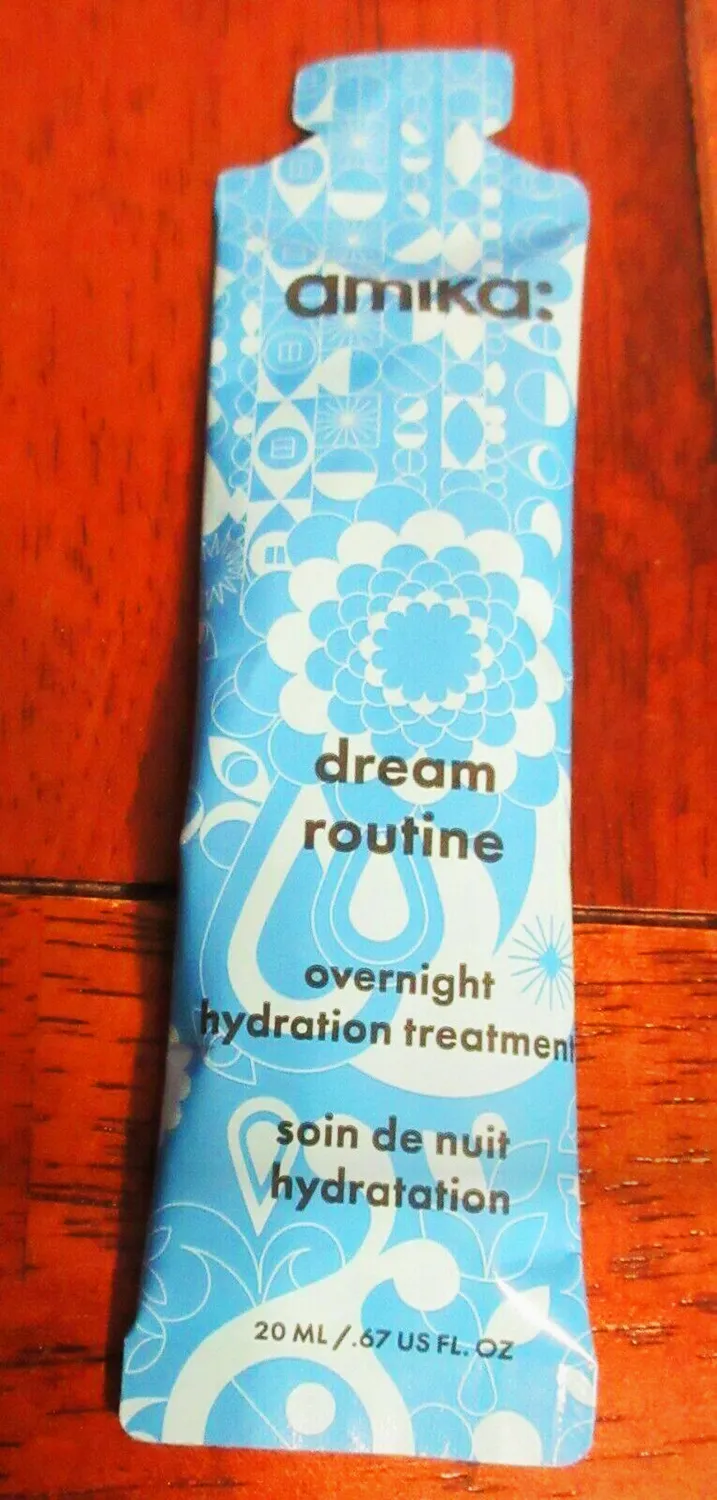 amika:
dream
routine
overnight
hydration treatment
soin de nuit
hydratation
20 ML /.67 US FL. OZ